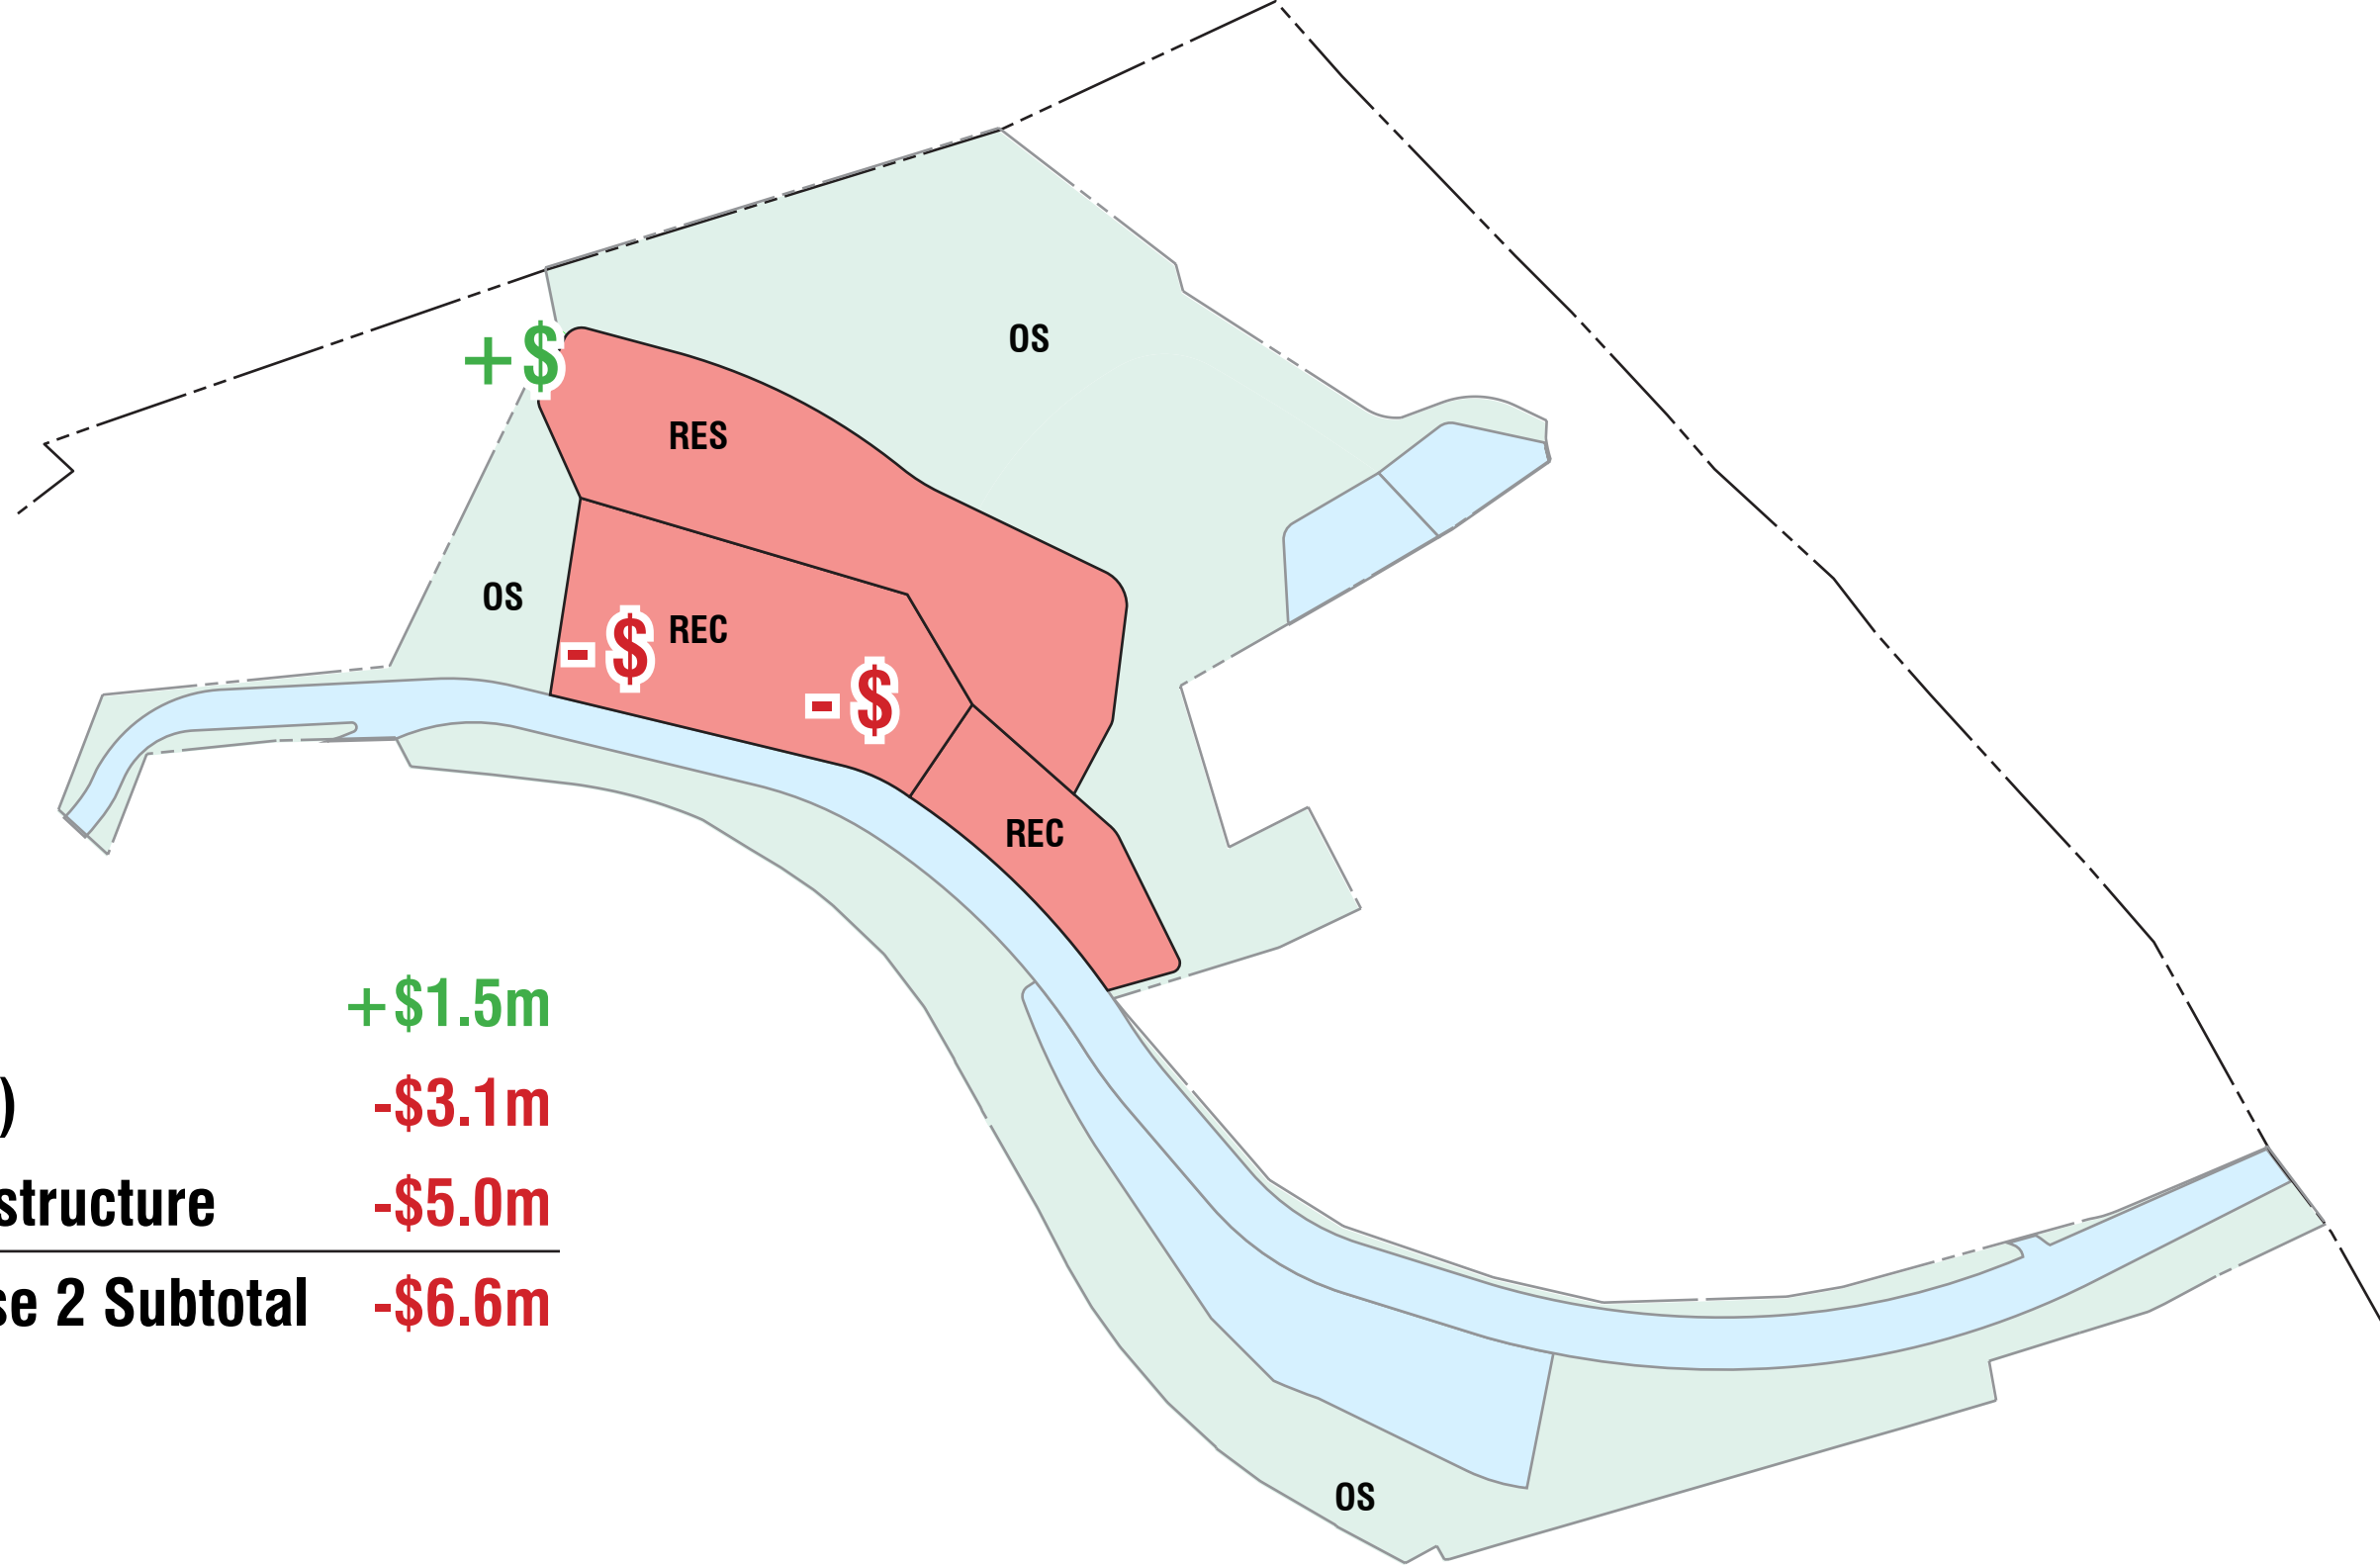 OS
+$
RES
OS
REC
-$
-$
REC
+$1.5m
) -$3.1m
structure -$5.0m
se 2 Subtotal -$6.6m
OS